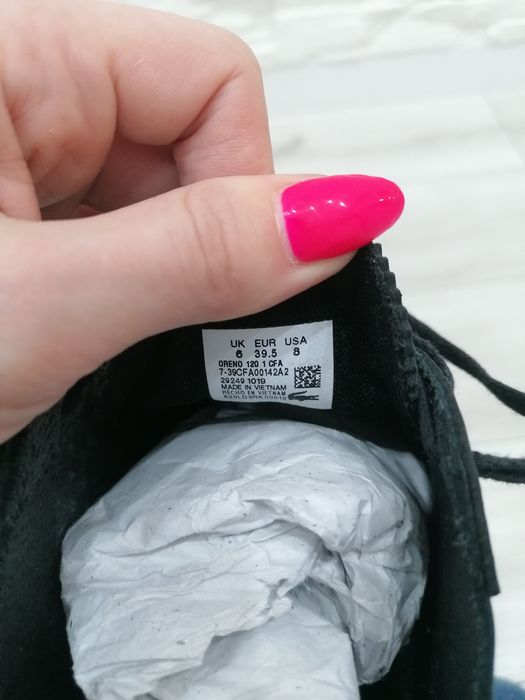 UK EUR USA
6 39.5 8
ORENO 120 1 CFA
7-39CFA00142A2
29249 1019
MADE IN VIETNAM
HECHO EN VIETNAM